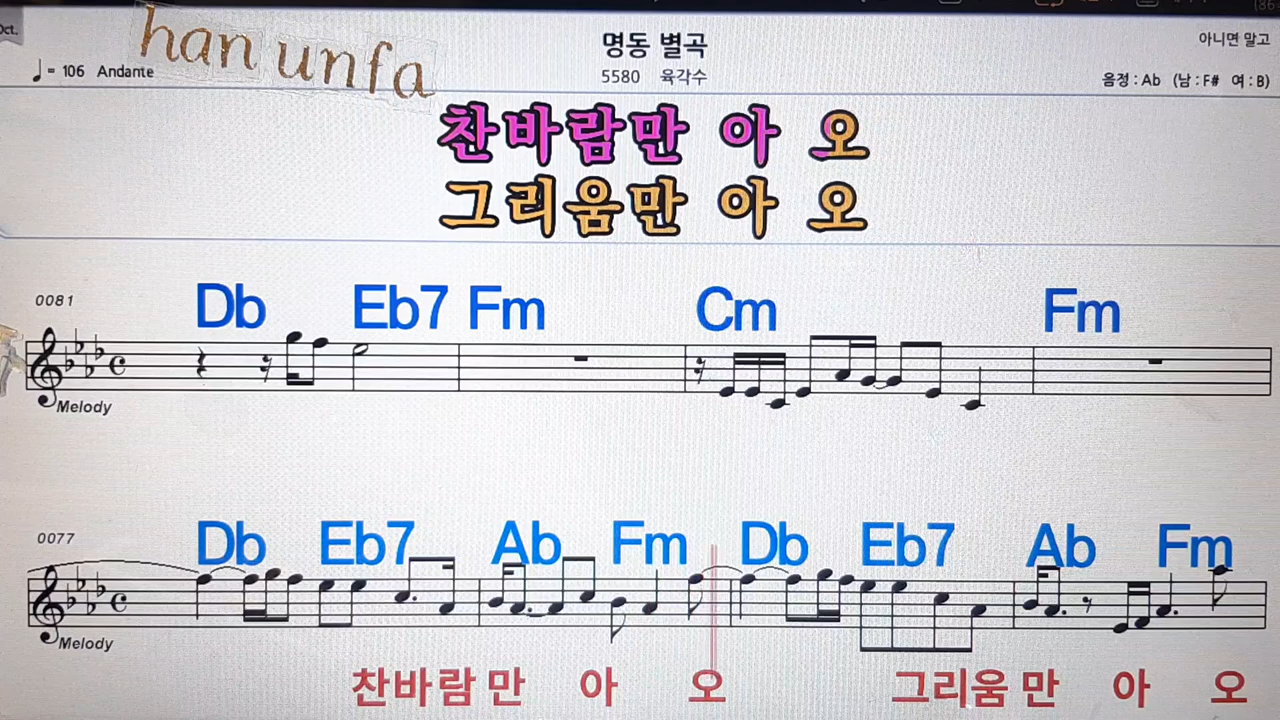 Oct.
han unfa
명동 별곡
아니면 말고
♩= 106 Andante
5580 육각수
음정 : Ab (남 : F# 여 : B)
찬바람만 아 오
그리움만 아 오
0081
Db Eb7 Fm Cm Fm
Melody
0077
Db Eb7 Ab Fm Db Eb7 Ab Fm
Melody
찬바람 만 아 오 그리움 만 아 오